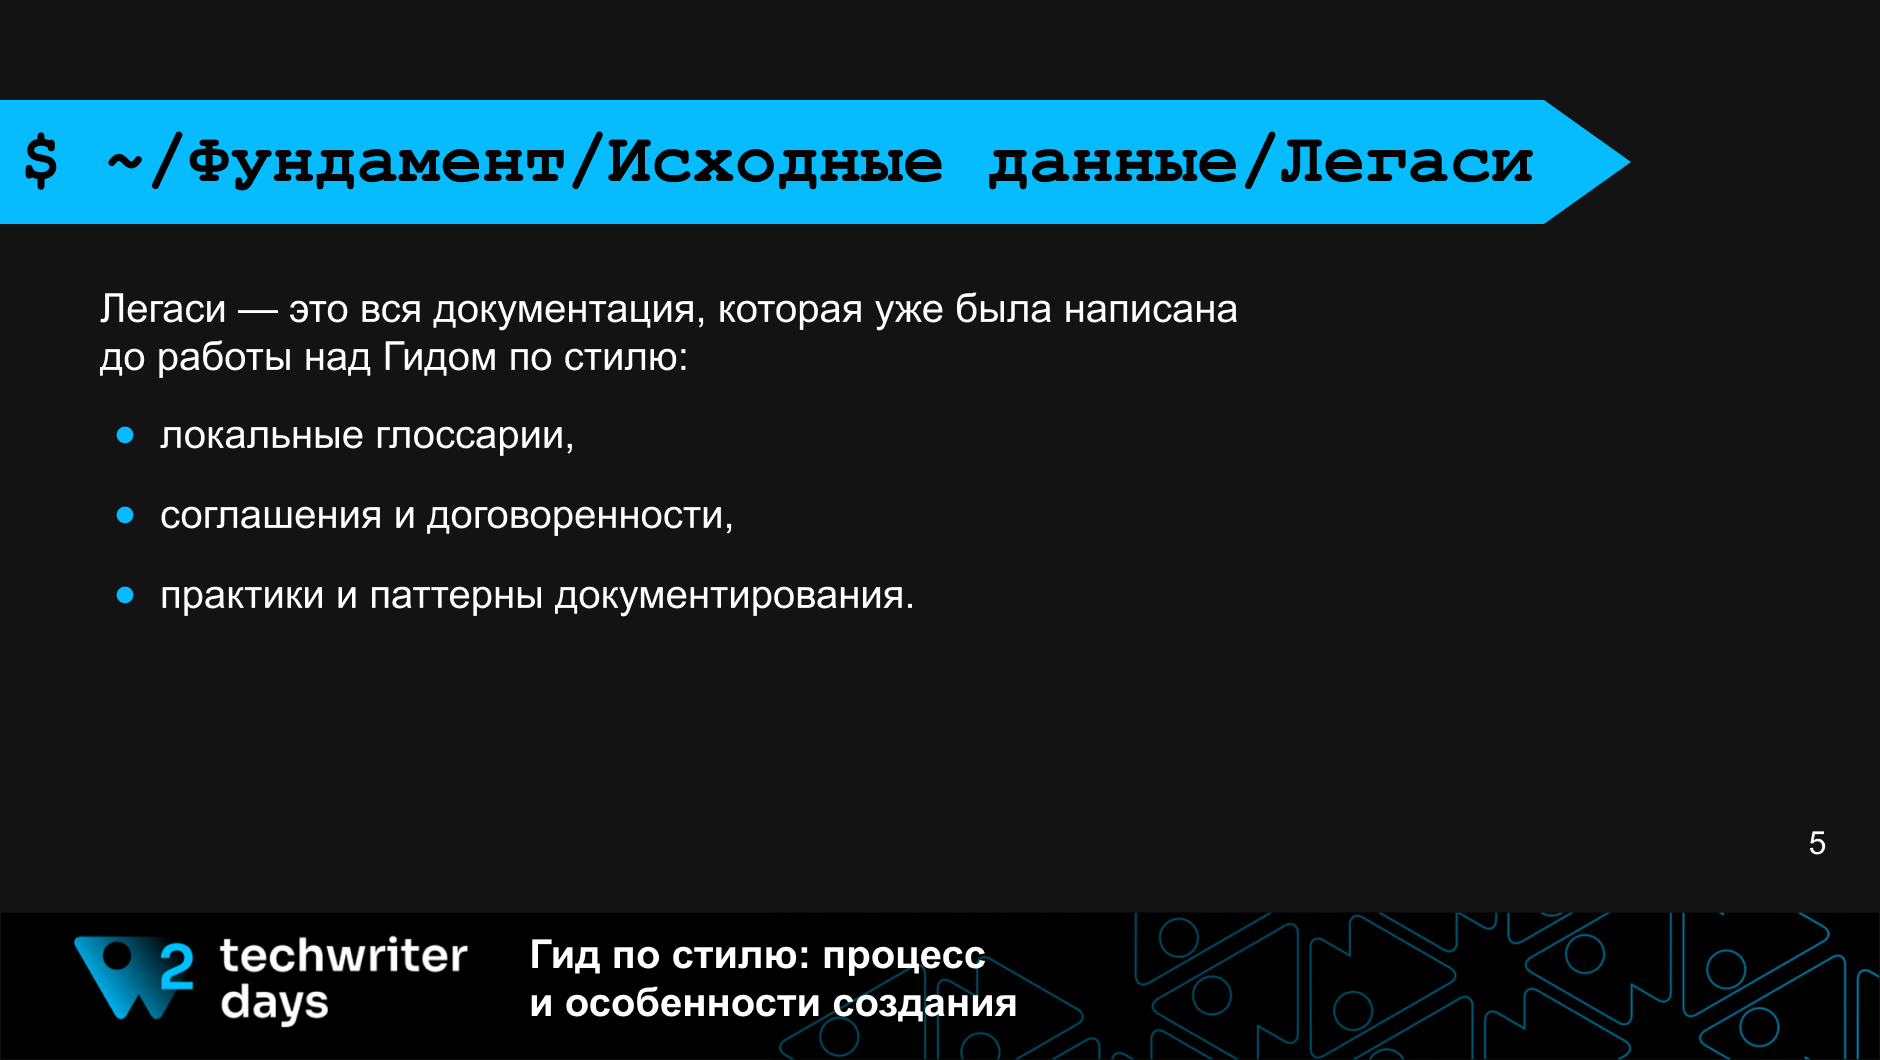 $ ~/Фундамент/Исходные данные/Легаси
Легаси — это вся документация, которая уже была написана
до работы над Гидом по стилю:
● локальные глоссарии,
● соглашения и договоренности,
● практики и паттерны документирования.
5
2 techwriter
days
Гид по стилю: процесс
и особенности создания